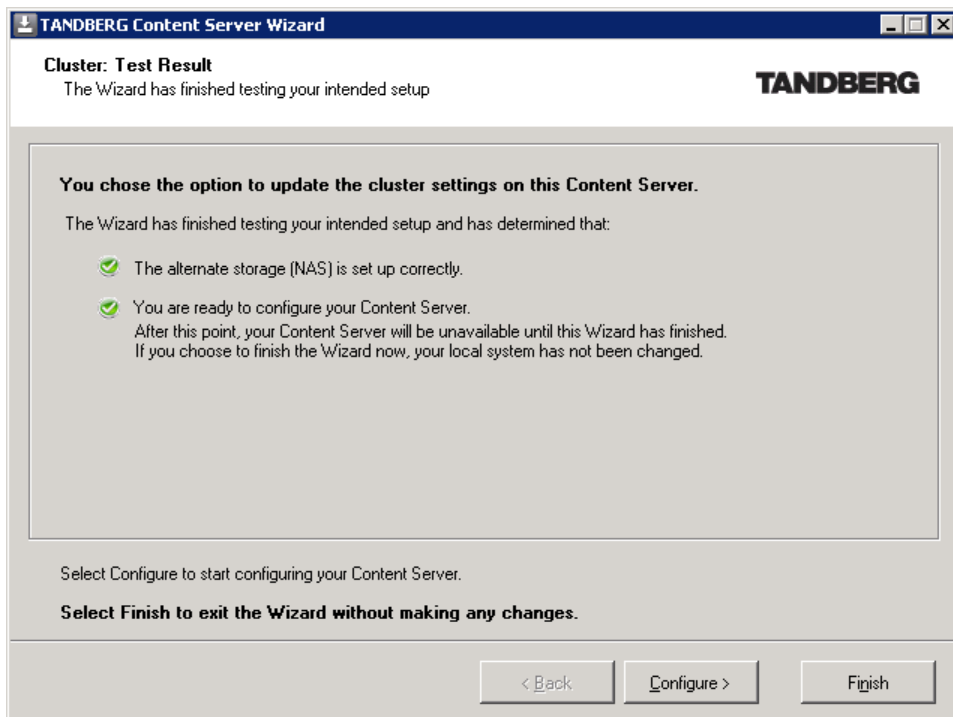 TANDBERG Content Server Wizard
Cluster: Test Result
The Wizard has finished testing your intended setup
TANDBERG
You chose the option to update the cluster settings on this Content Server.
The Wizard has finished testing your intended setup and has determined that:
The alternate storage (NAS) is set up correctly.
You are ready to configure your Content Server.
After this point, your Content Server will be unavailable until this Wizard has finished.
If you choose to finish the Wizard now, your local system has not been changed.
Select Configure to start configuring your Content Server.
Select Finish to exit the Wizard without making any changes.
< Back
Configure >
Finish